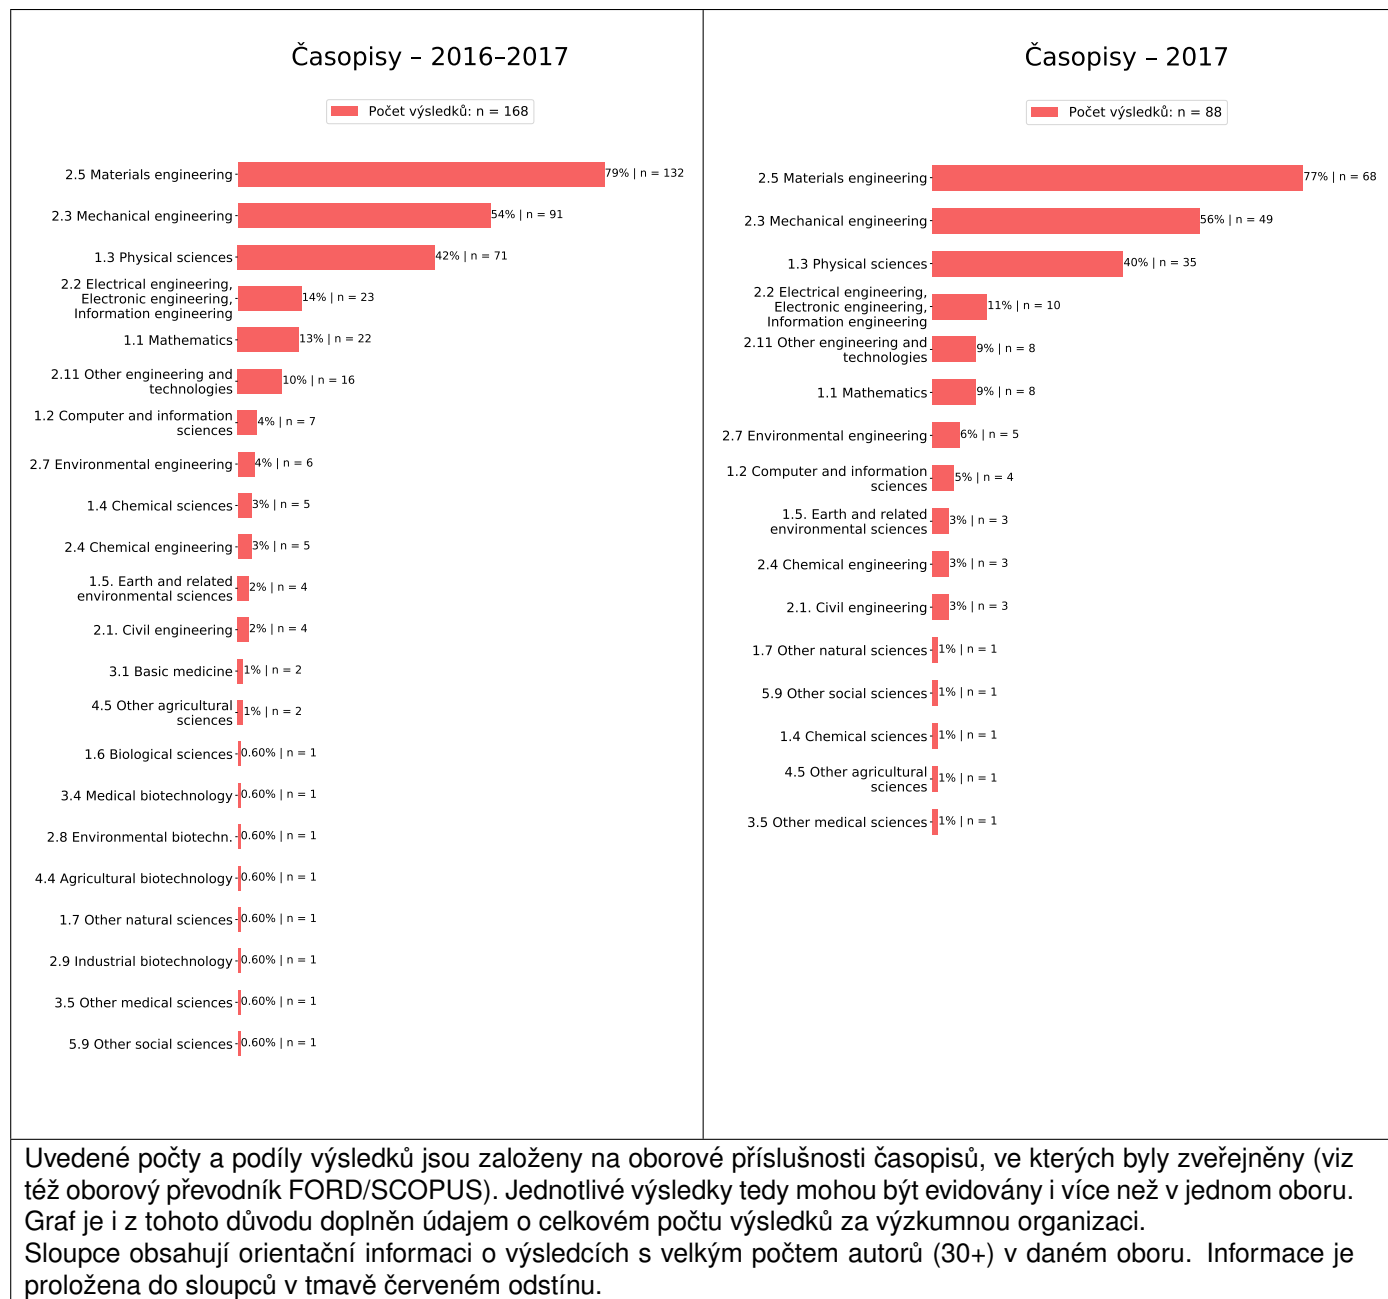 Časopisy – 2016–2017
Počet výsledků: n = 168
2.5 Materials engineering
79% | n = 132
2.3 Mechanical engineering
54% | n = 91
1.3 Physical sciences
42% | n = 71
2.2 Electrical engineering,
Electronic engineering,
Information engineering
14% | n = 23
1.1 Mathematics
13% | n = 22
2.11 Other engineering and
technologies
10% | n = 16
1.2 Computer and information
sciences
4% | n = 7
2.7 Environmental engineering
4% | n = 6
1.4 Chemical sciences
3% | n = 5
2.4 Chemical engineering
3% | n = 5
1.5. Earth and related
environmental sciences
2% | n = 4
2.1. Civil engineering
2% | n = 4
3.1 Basic medicine
1% | n = 2
4.5 Other agricultural
sciences
1% | n = 2
1.6 Biological sciences
0.60% | n = 1
3.4 Medical biotechnology
0.60% | n = 1
2.8 Environmental biotechn.
0.60% | n = 1
4.4 Agricultural biotechnology
0.60% | n = 1
1.7 Other natural sciences
0.60% | n = 1
2.9 Industrial biotechnology
0.60% | n = 1
3.5 Other medical sciences
0.60% | n = 1
5.9 Other social sciences
0.60% | n = 1
Časopisy – 2017
Počet výsledků: n = 88
2.5 Materials engineering
77% | n = 68
2.3 Mechanical engineering
56% | n = 49
1.3 Physical sciences
40% | n = 35
2.2 Electrical engineering,
Electronic engineering,
Information engineering
11% | n = 10
2.11 Other engineering and
technologies
9% | n = 8
1.1 Mathematics
9% | n = 8
2.7 Environmental engineering
6% | n = 5
1.2 Computer and information
sciences
5% | n = 4
1.5. Earth and related
environmental sciences
3% | n = 3
2.4 Chemical engineering
3% | n = 3
2.1. Civil engineering
3% | n = 3
1.7 Other natural sciences
1% | n = 1
5.9 Other social sciences
1% | n = 1
1.4 Chemical sciences
1% | n = 1
4.5 Other agricultural
sciences
1% | n = 1
3.5 Other medical sciences
1% | n = 1
Uvedené počty a podíly výsledků jsou založeny na oborové příslušnosti časopisů, ve kterých byly zveřejněny (viz
též oborový převodník FORD/SCOPUS). Jednotlivé výsledky tedy mohou být evidovány i více než v jednom oboru.
Graf je i z tohoto důvodu doplněn údajem o celkovém počtu výsledků za výzkumnou organizaci.
Sloupce obsahují orientační informaci o výsledcích s velkým počtem autorů (30+) v daném oboru. Informace je
proložena do sloupců v tmavě červeném odstínu.